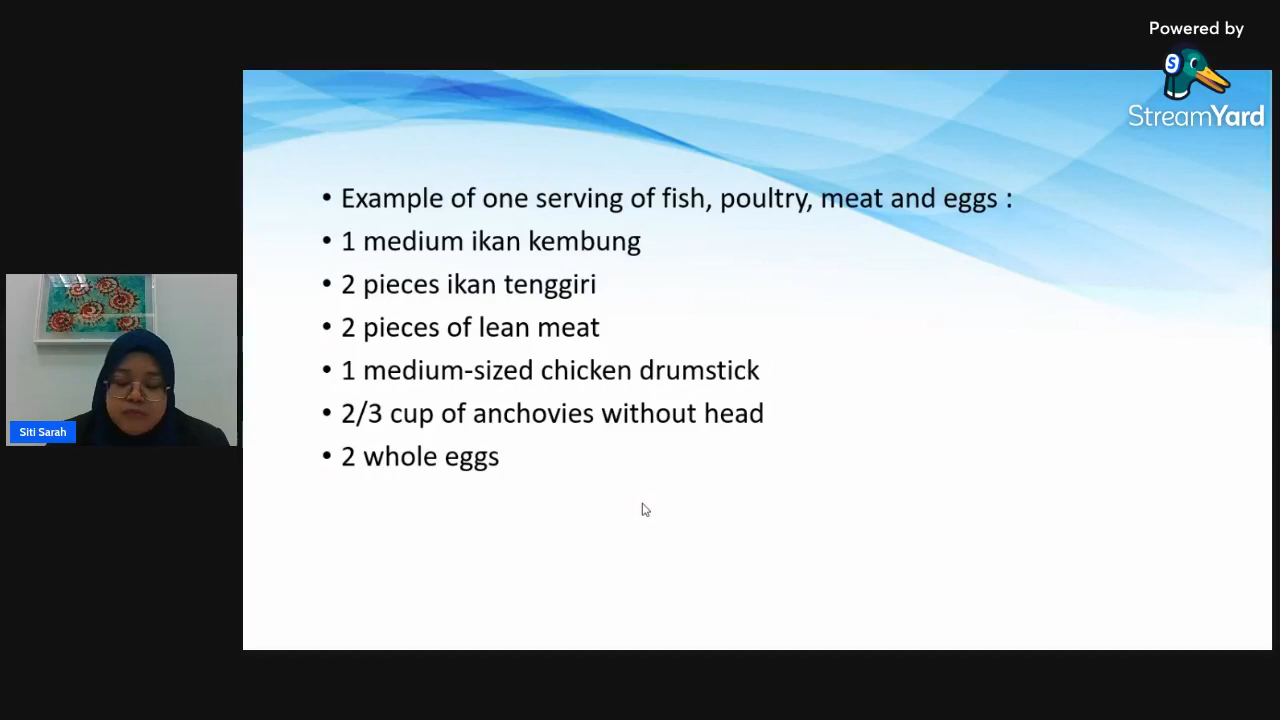 Powered by
StreamYard
• Example of one serving of fish, poultry, meat and eggs :
• 1 medium ikan kembung
• 2 pieces ikan tenggiri
• 2 pieces of lean meat
• 1 medium-sized chicken drumstick
• 2/3 cup of anchovies without head
• 2 whole eggs
Siti Sarah